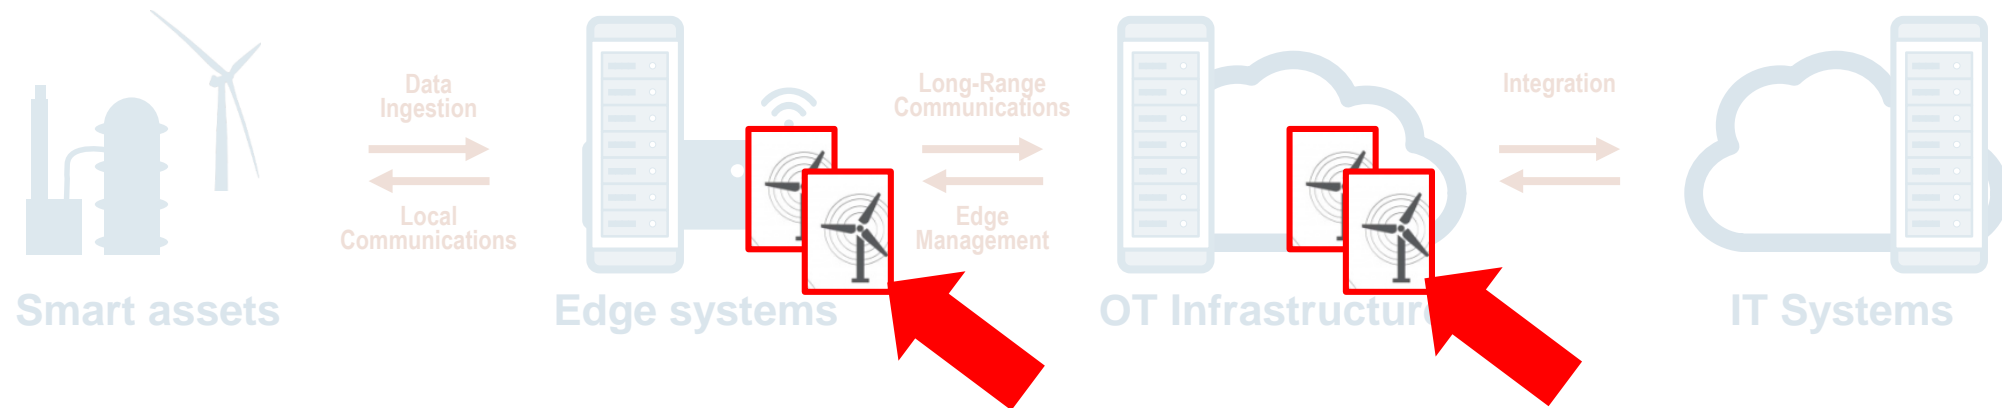 Data
Ingestion
Local
Communications
Long-Range
Communications
Edge
Management
Integration
Smart assets
Edge systems
OT Infrastructure
IT Systems